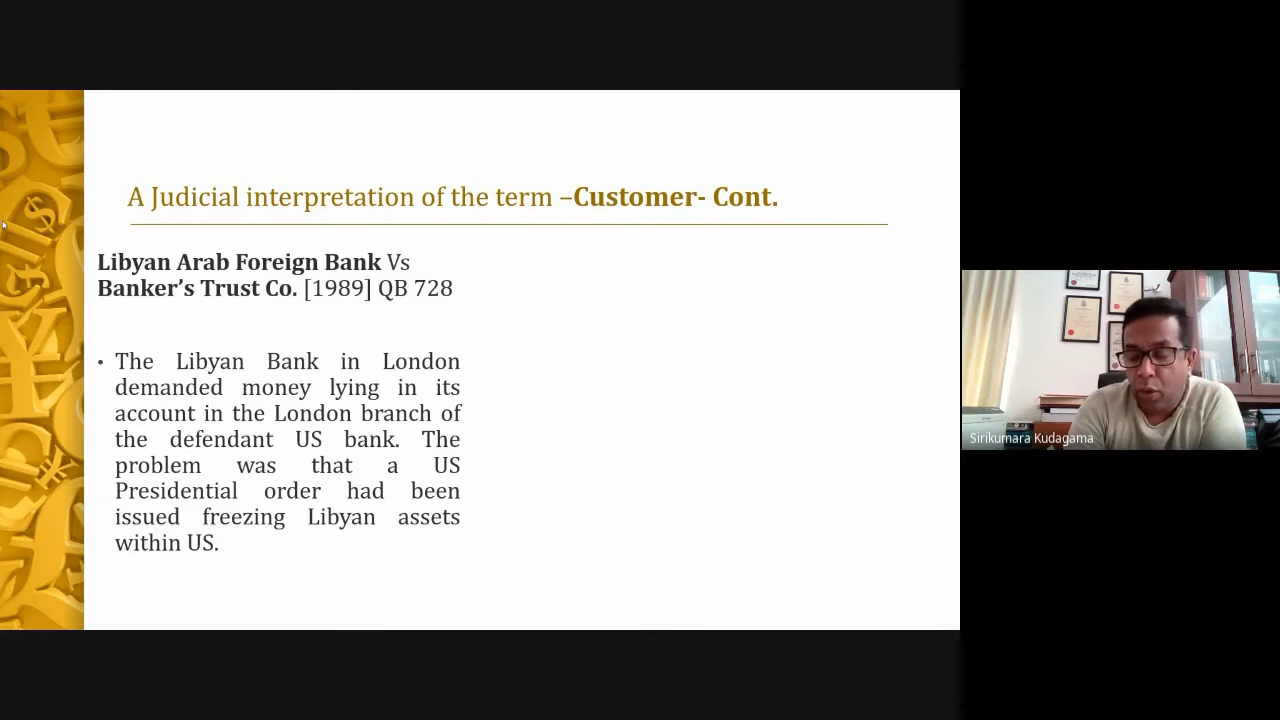 A Judicial interpretation of the term –Customer- Cont.
Libyan Arab Foreign Bank Vs
Banker's Trust Co. [1989] QB 728
• The Libyan Bank in London
demanded money lying in its
account in the London branch of
the defendant US bank. The
problem was that a US
Presidential order had been
issued freezing Libyan assets
within US.
Sirikumara Kudagama